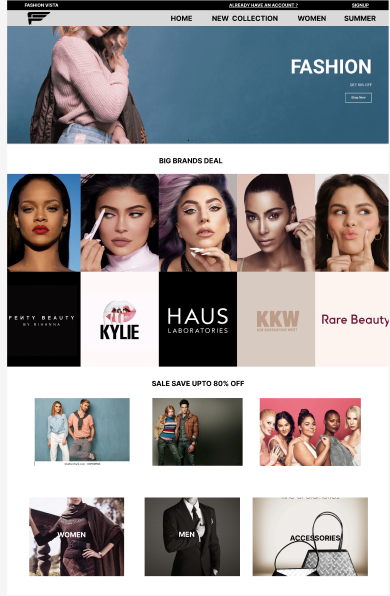 FASHION VISTA
ALREADY HAVE AN ACCOUNT ?
SIGNUP
HOME
NEW COLLECTION
WOMEN
SUMMER
FASHION
GET 50% OFF
Shop Now
BIG BRANDS DEAL
FENTY BEAUTY
BY RIHANNA
KYLIE
HAUS
LABORATORIES
KKW
Rare Beauty
SALE SAVE UPTO 80% OFF
WOMEN
MEN
ACCESSORIES